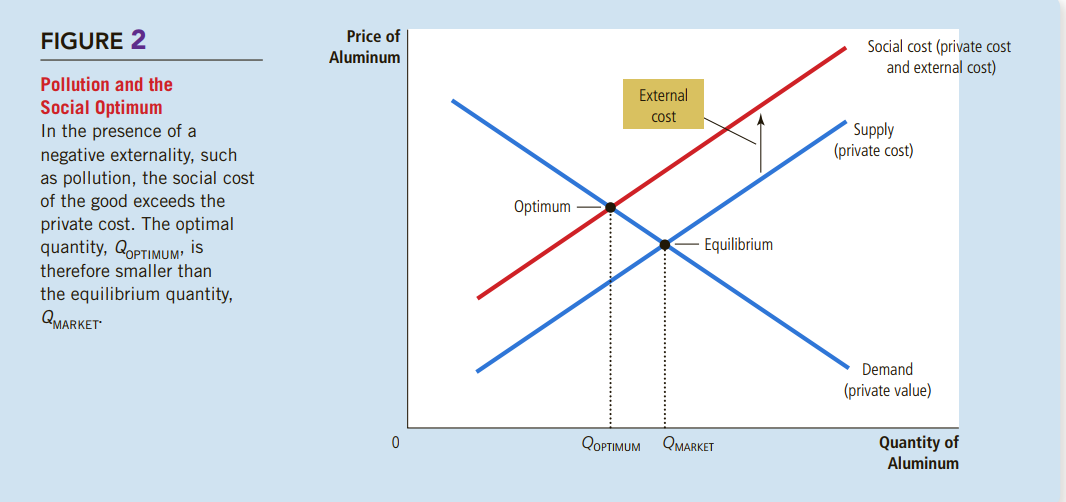 FIGURE 2
Pollution and the
Social Optimum
In the presence of a
negative externality, such
as pollution, the social cost
of the good exceeds the
private cost. The optimal
quantity, QOPTIMUM, is
therefore smaller than
the equilibrium quantity,
QMARKET.
Price of
Aluminum
Social cost (private cost
and external cost)
External
cost
Supply
(private cost)
Optimum
Equilibrium
Demand
(private value)
0
QOPTIMUM
QMARKET
Quantity of
Aluminum